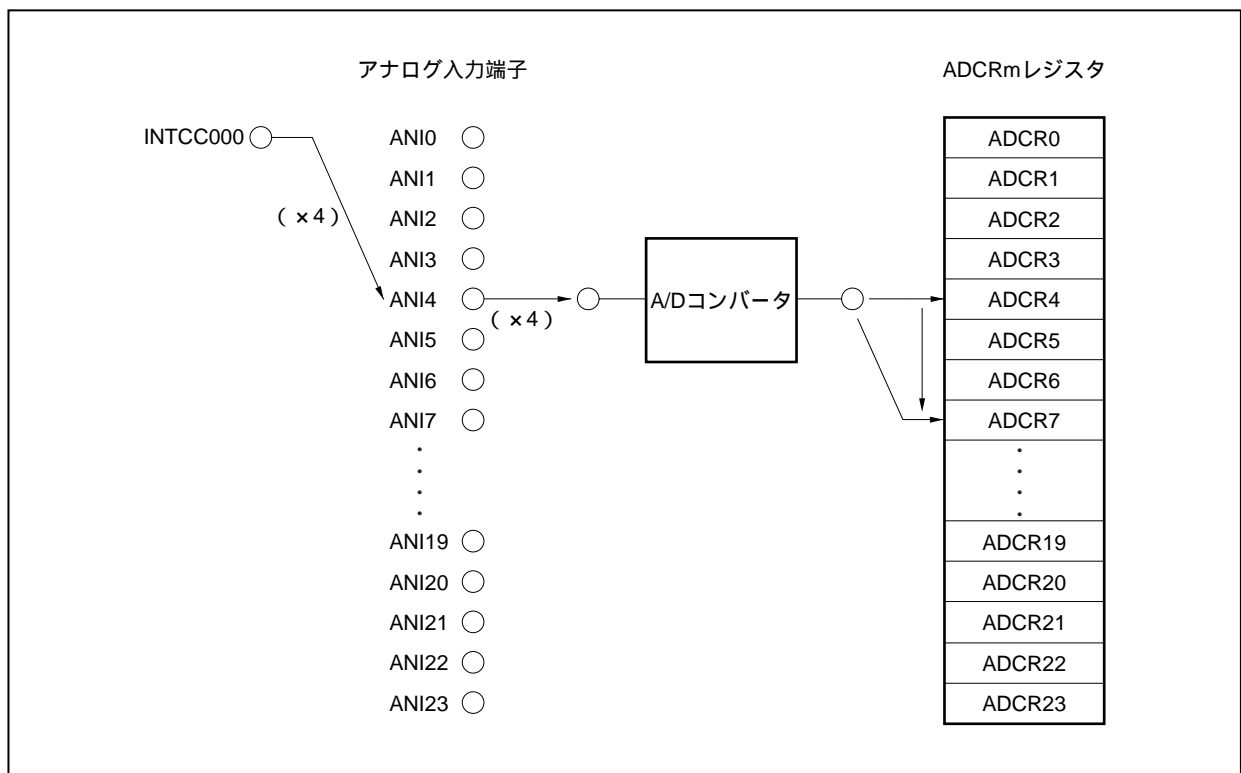 アナログ入力端子 ADCRmレジスタ
INTCC000 ANI0 ADCR0
ANI1 ADCR1
(×4) ANI2 ADCR2
ANI3 ADCR3
ANI4 (×4) A/Dコンバータ ADCR4
ANI5 ADCR5
ANI6 ADCR6
ANI7 ADCR7
ANI19 ADCR19
ANI20 ADCR20
ANI21 ADCR21
ANI22 ADCR22
ANI23 ADCR23